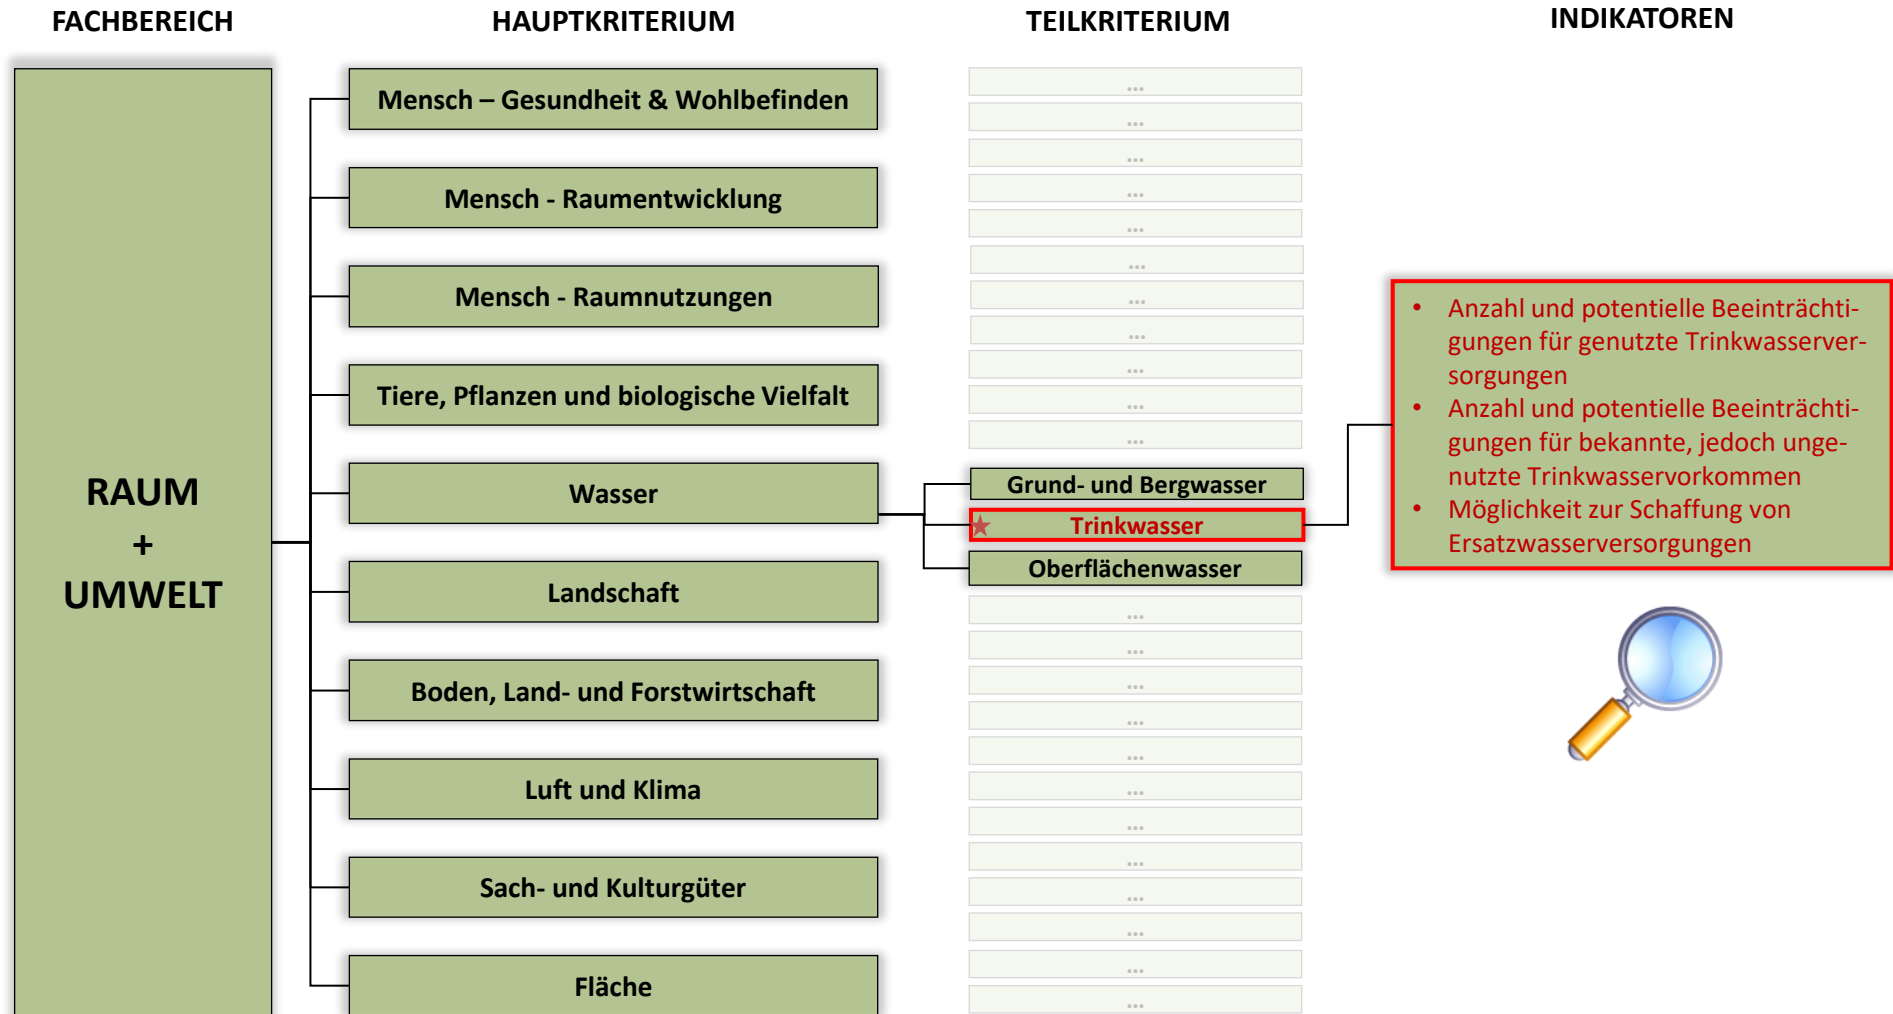 FACHBEREICH
HAUPTKRITERIUM
TEILKRITERIUM
INDIKATOREN
RAUM
+
UMWELT
Mensch – Gesundheit & Wohlbefinden
Mensch - Raumentwicklung
Mensch - Raumnutzungen
Tiere, Pflanzen und biologische Vielfalt
Wasser
Landschaft
Boden, Land- und Forstwirtschaft
Luft und Klima
Sach- und Kulturgüter
Fläche
...
...
...
...
...
...
...
...
...
...
...
Grund- und Bergwasser
Trinkwasser
Oberflächenwasser
...
...
...
...
...
...
...
...
...
...
...
...
• Anzahl und potentielle Beeinträchti-
gungen für genutzte Trinkwasserver-
sorgungen
• Anzahl und potentielle Beeinträchti-
gungen für bekannte, jedoch unge-
nutzte Trinkwasservorkommen
• Möglichkeit zur Schaffung von
Ersatzwasserversorgungen